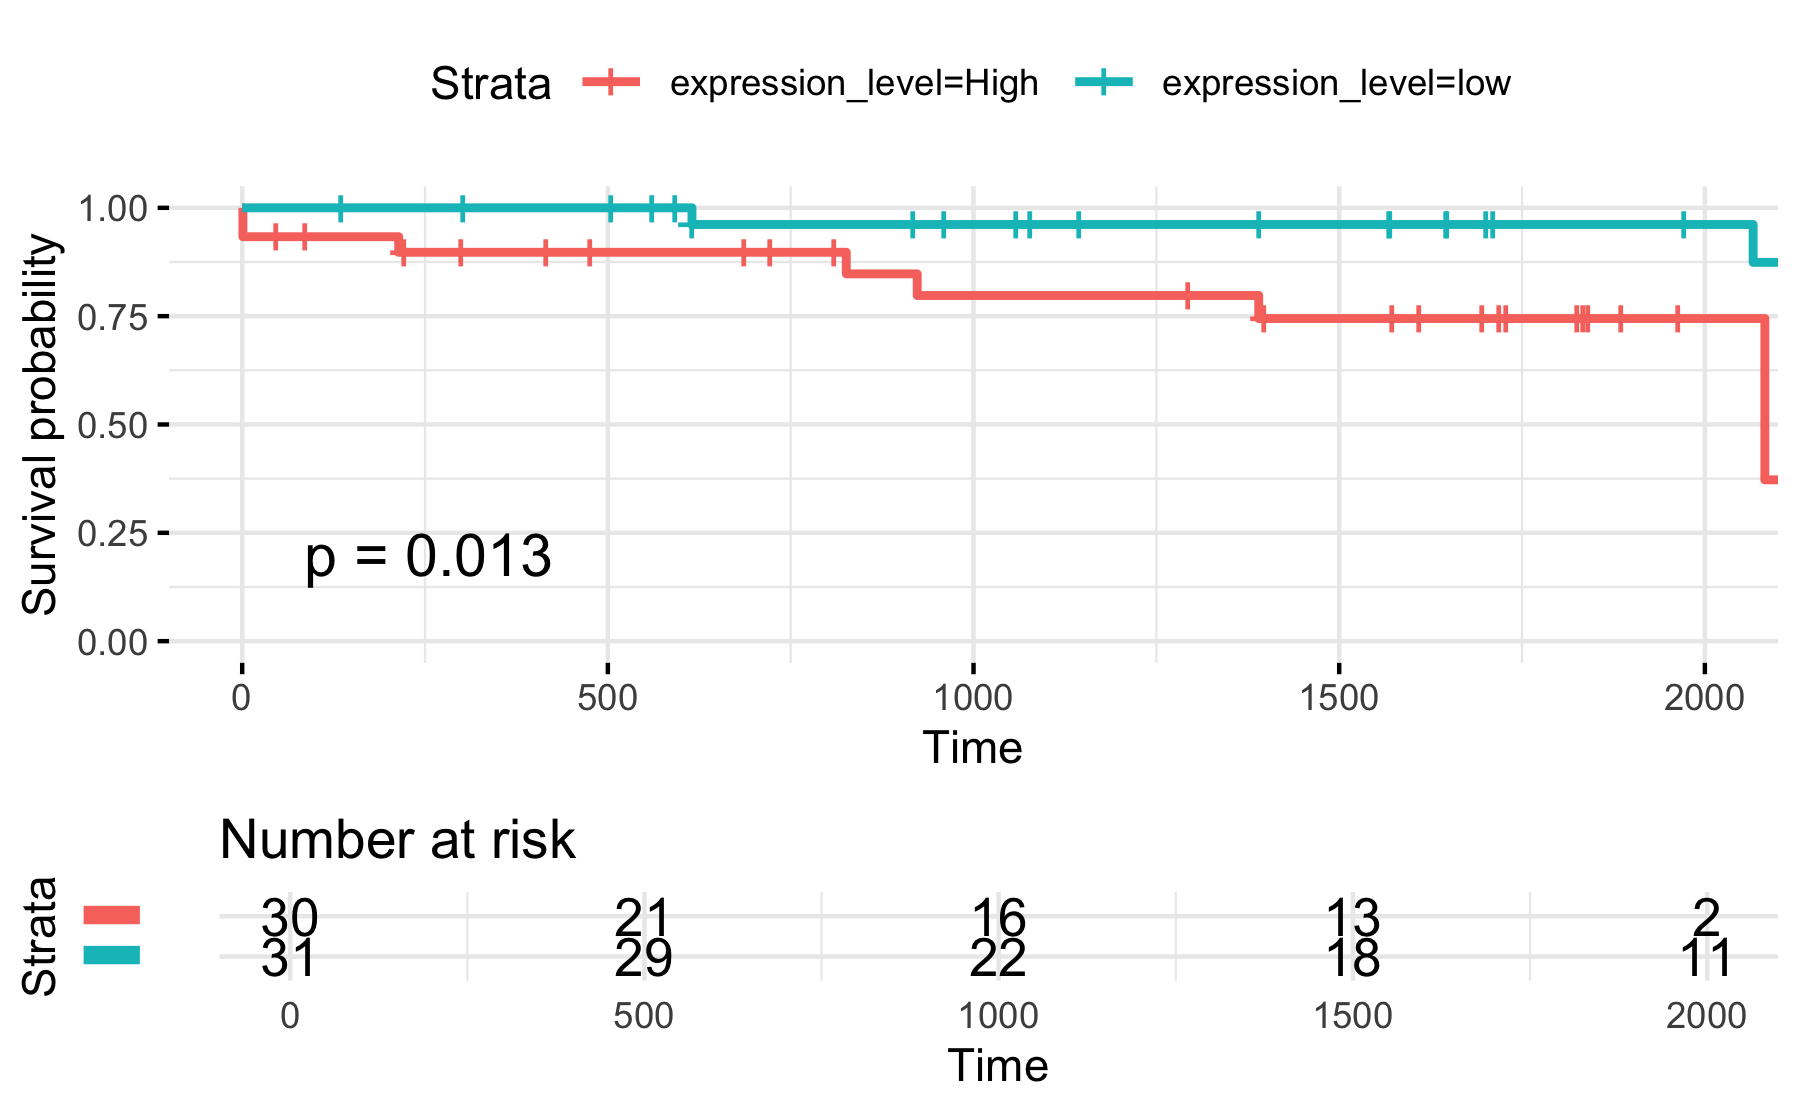 Strata expression_level=High expression_level=low
Survival probability
1.00
0.75
0.50
0.25
0.00
p = 0.013
0 500 1000 1500 2000
Time
Number at risk
Strata
30 21 16 13 2
31 29 22 18 11
0 500 1000 1500 2000
Time